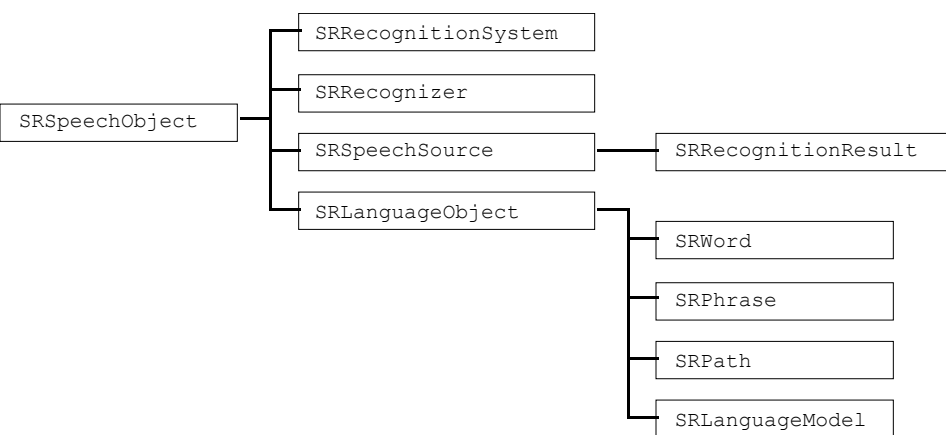 SRSpeechObject
SRRecognitionSystem
SRRecognizer
SRSpeechSource
SRRecognitionResult
SRLanguageObject
SRWord
SRPhrase
SRPath
SRLanguageModel